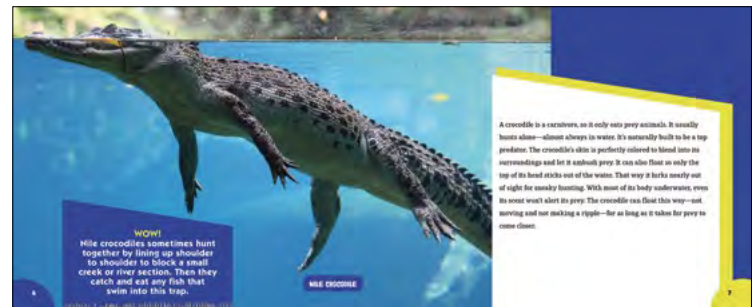 WOW!
Nile crocodiles sometimes hunt
together by lining up shoulder
to shoulder to block a small
creek or river section. Then they
catch and eat any fish that
swim into this trap.
6
NILE CROCODILE
A crocodile is a carnivore, so it only eats prey animals. It usually
hunts alone—almost always in water. It's naturally built to be a top
predator. The crocodile's skin is perfectly colored to blend into its
surroundings and let it ambush prey. It can also float so only the
top of its head sticks out of the water. That way it lurks nearly out
of sight for sneaky hunting. With most of its body underwater, even
its scent won't alert its prey. The crocodile can float this way—not
moving and not making a ripple—for as long as it takes for prey to
come closer.
7